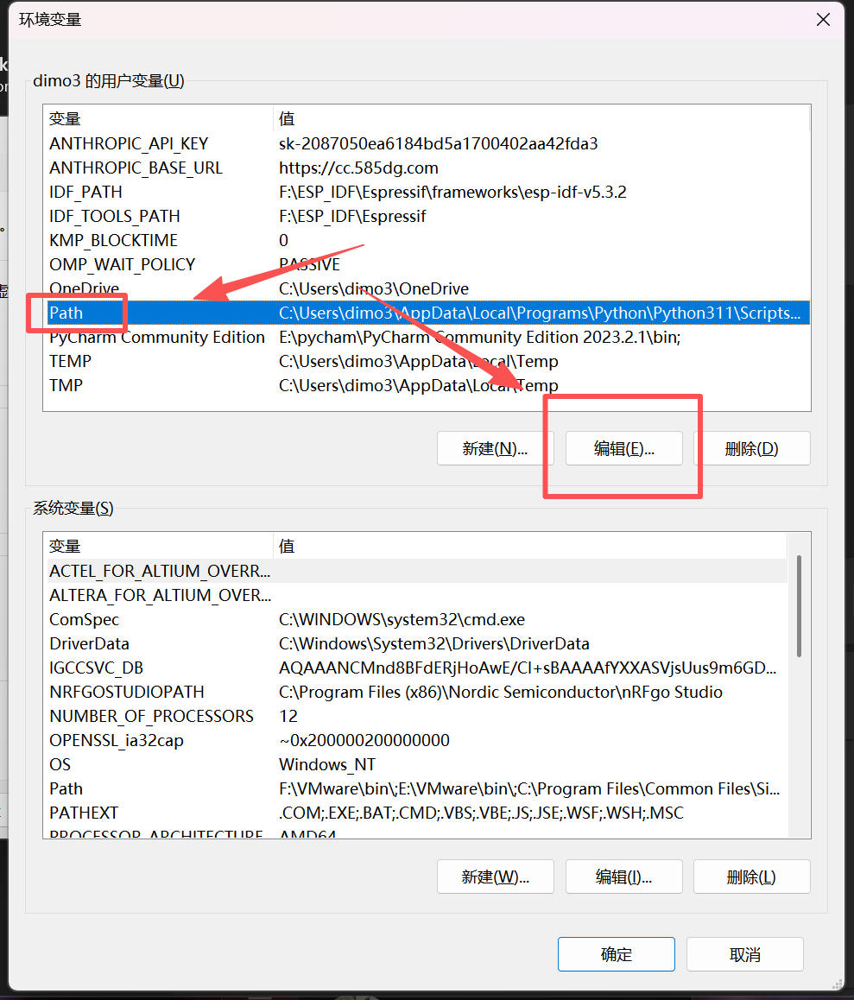 环境变量
dimo3 的用户变量(U)
变量 值
ANTHROPIC_API_KEY sk-2087050ea6184bd5a1700402aa42fda3
ANTHROPIC_BASE_URL https://cc.585dg.com
IDF_PATH F:\ESP_IDF\Espressif\frameworks\esp-idf-v5.3.2
IDF_TOOLS_PATH F:\ESP_IDF\Espressif
KMP_BLOCKTIME 0
OMP_WAIT_POLICY PASSIVE
OneDrive C:\Users\dimo3\OneDrive
Path C:\Users\dimo3\AppData\Local\Programs\Python\Python311\Scripts...
PyCharm Community Edition E:\pycham\PyCharm Community Edition 2023.2.1\bin;
TEMP C:\Users\dimo3\AppData\Local\Temp
TMP C:\Users\dimo3\AppData\Local\Temp
新建(N)... 编辑(E)... 删除(D)
系统变量(S)
变量 值
ACTEL_FOR_ALTIUM_OVERR...
ALTERA_FOR_ALTIUM_OVER...
ComSpec C:\WINDOWS\system32\cmd.exe
DriverData C:\Windows\System32\Drivers\DriverData
IGCCSVC_DB AQAAANCMnd8BFdERjHoAwE/CI+sBAAAAfYXXASVjsUus9m6GD...
NRFGOSTUDIOPATH C:\Program Files (x86)\Nordic Semiconductor\nRFgo Studio
NUMBER_OF_PROCESSORS 12
OPENSSL_ia32cap ~0x200000200000000
OS Windows_NT
Path F:\VMware\bin\;E:\VMware\bin\;C:\Program Files\Common Files\Si...
PATHEXT .COM;.EXE;.BAT;.CMD;.VBS;.VBE;.JS;.JSE;.WSF;.WSH;.MSC
PROCESSOR_ARCHITECTURE AMD64
新建(W)... 编辑(I)... 删除(L)
确定 取消